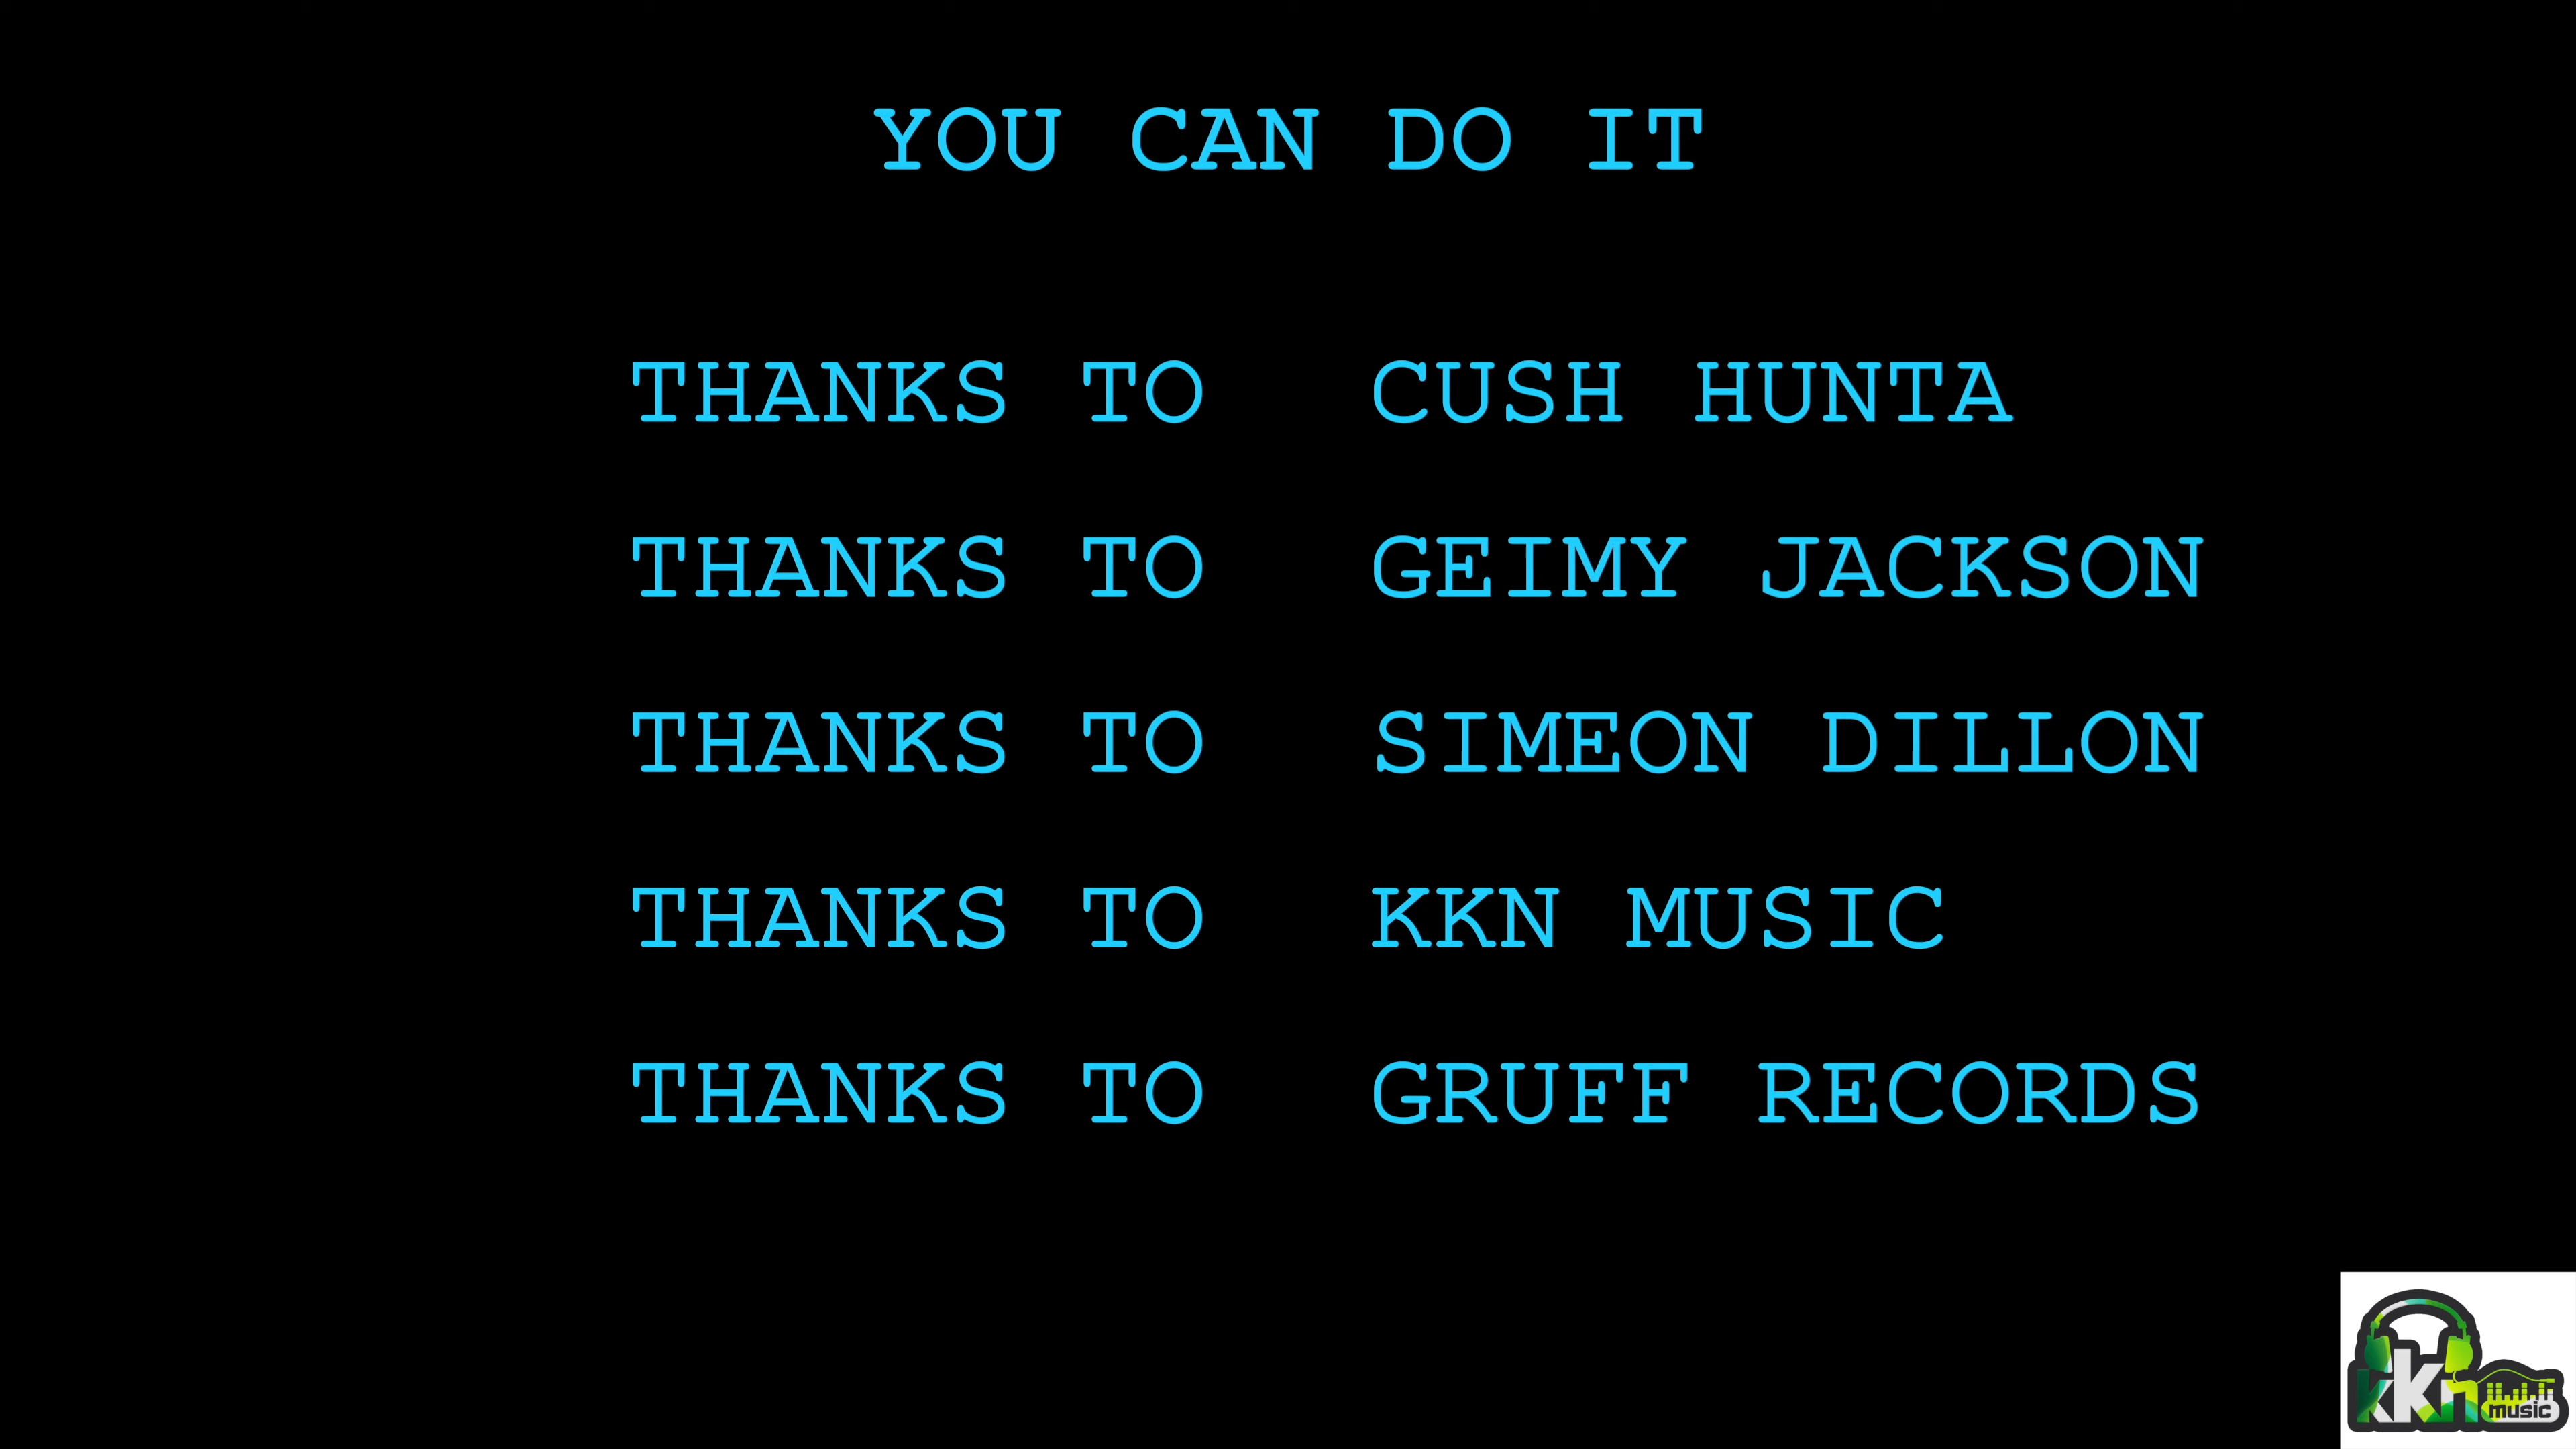 YOU CAN DO IT
THANKS TO CUSH HUNTA
THANKS TO GEIMY JACKSON
THANKS TO SIMEON DILLON
THANKS TO KKN MUSIC
THANKS TO GRUFF RECORDS
kkn
music